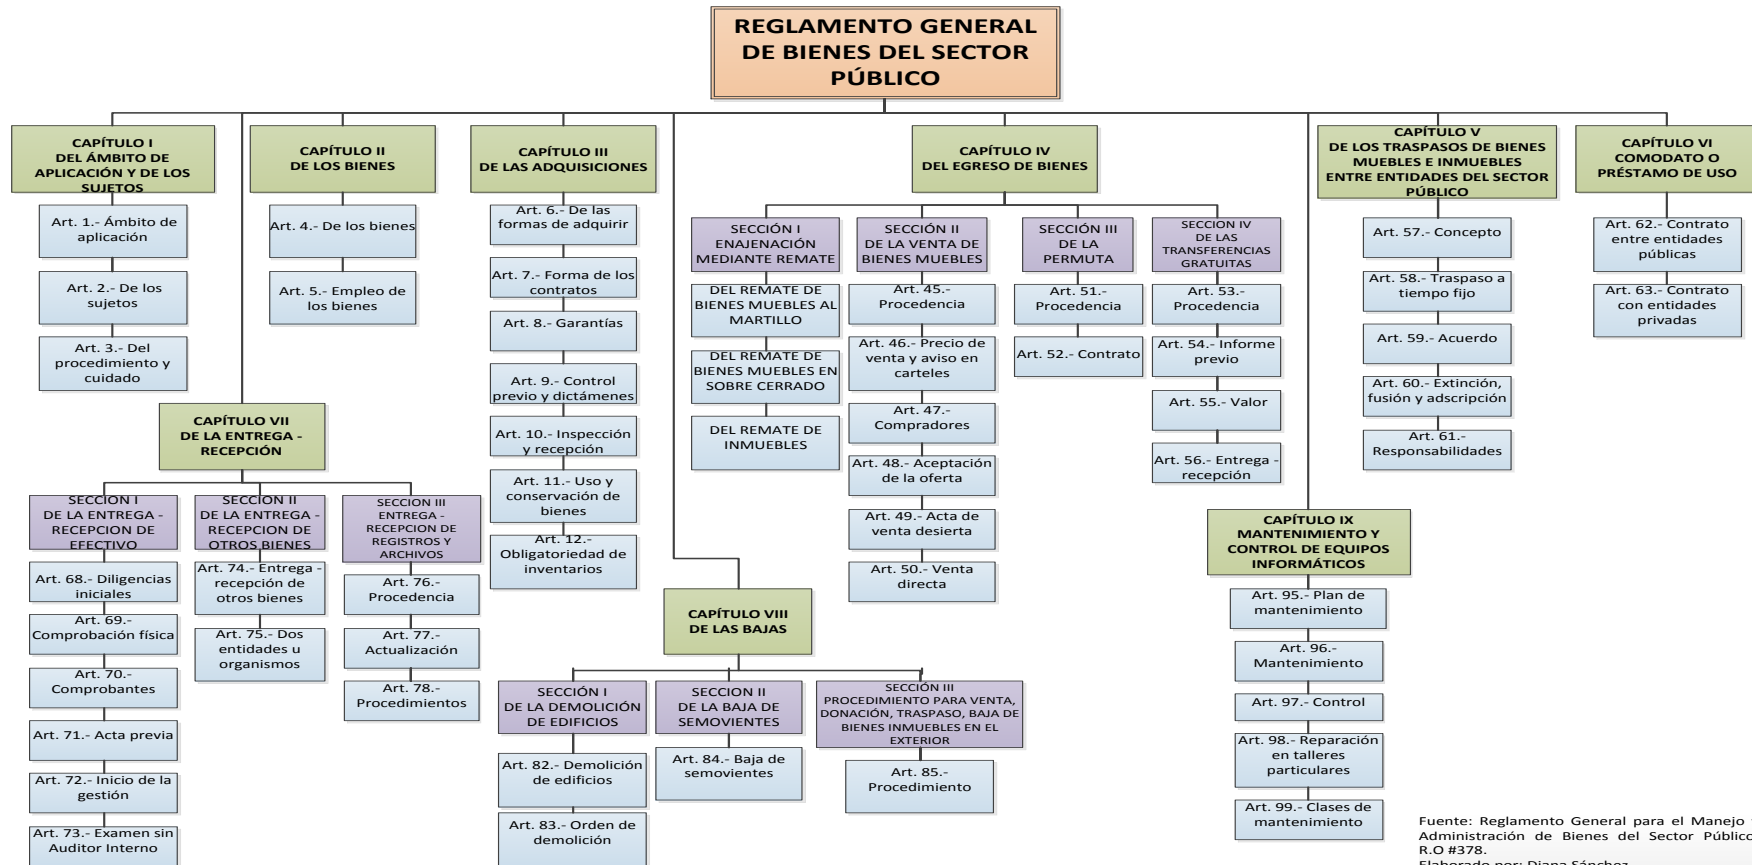 REGLAMENTO GENERAL
DE BIENES DEL SECTOR
PÚBLICO
CAPÍTULO I
DEL ÁMBITO DE
APLICACIÓN Y DE LOS
SUJETOS
Art. 1.- Ámbito de
aplicación
Art. 2.- De los
sujetos
Art. 3.- Del
procedimiento y
cuidado
CAPÍTULO II
DE LOS BIENES
Art. 4.- De los bienes
Art. 5.- Empleo de
los bienes
CAPÍTULO III
DE LAS ADQUISICIONES
Art. 6.- De las
formas de adquirir
Art. 7.- Forma de los
contratos
Art. 8.- Garantías
Art. 9.- Control
previo y dictámenes
Art. 10.- Inspección
y recepción
Art. 11.- Uso y
conservación de
bienes
Art. 12.-
Obligatoriedad de
inventarios
CAPÍTULO IV
DEL EGRESO DE BIENES
SECCIÓN I
ENAJENACIÓN
MEDIANTE REMATE
DEL REMATE DE
BIENES MUEBLES AL
MARTILLO
DEL REMATE DE
BIENES MUEBLES EN
SOBRE CERRADO
DEL REMATE DE
INMUEBLES
SECCIÓN II
DE LA VENTA DE
BIENES MUEBLES
Art. 45.-
Procedencia
Art. 46.- Precio de
venta y aviso en
carteles
Art. 47.-
Compradores
Art. 48.- Aceptación
de la oferta
Art. 49.- Acta de
venta desierta
Art. 50.- Venta
directa
SECCIÓN III
DE LA
PERMUTA
Art. 51.-
Procedencia
Art. 52.- Contrato
SECCION IV
DE LAS
TRANSFERENCIAS
GRATUITAS
Art. 53.-
Procedencia
Art. 54.- Informe
previo
Art. 55.- Valor
Art. 56.- Entrega -
recepción
CAPÍTULO V
DE LOS TRASPASOS DE BIENES
MUEBLES E INMUEBLES
ENTRE ENTIDADES DEL SECTOR
PÚBLICO
Art. 57.- Concepto
Art. 58.- Traspaso a
tiempo fijo
Art. 59.- Acuerdo
Art. 60.- Extinción,
fusión y adscripción
Art. 61.-
Responsabilidades
CAPÍTULO VI
COMODATO O
PRÉSTAMO DE USO
Art. 62.- Contrato
entre entidades
públicas
Art. 63.- Contrato
con entidades
privadas
CAPÍTULO VII
DE LA ENTREGA -
RECEPCIÓN
SECCION I
DE LA ENTREGA -
RECEPCION DE
EFECTIVO
Art. 68.- Diligencias
iniciales
Art. 69.-
Comprobación física
Art. 70.-
Comprobantes
Art. 71.- Acta previa
Art. 72.- Inicio de la
gestión
Art. 73.- Examen sin
Auditor Interno
SECCION II
DE LA ENTREGA -
RECEPCION DE
OTROS BIENES
Art. 74.- Entrega -
recepción de
otros bienes
Art. 75.- Dos
entidades u
organismos
SECCION III
ENTREGA -
RECEPCION DE
REGISTROS Y
ARCHIVOS
Art. 76.-
Procedencia
Art. 77.-
Actualización
Art. 78.-
Procedimientos
CAPÍTULO VIII
DE LAS BAJAS
SECCIÓN I
DE LA DEMOLICIÓN
DE EDIFICIOS
Art. 82.- Demolición
de edificios
Art. 83.- Orden de
demolición
SECCION II
DE LA BAJA DE
SEMOVIENTES
Art. 84.- Baja de
semovientes
SECCIÓN III
PROCEDIMIENTO PARA VENTA,
DONACIÓN, TRASPASO, BAJA DE
BIENES INMUEBLES EN EL
EXTERIOR
Art. 85.-
Procedimiento
CAPÍTULO IX
MANTENIMIENTO Y
CONTROL DE EQUIPOS
INFORMÁTICOS
Art. 95.- Plan de
mantenimiento
Art. 96.-
Mantenimiento
Art. 97.- Control
Art. 98.- Reparación
en talleres
particulares
Art. 99.- Clases de
mantenimiento
Fuente: Reglamento General para el Manejo
Administración de Bienes del Sector Público
R.O #378.
Elaborado por: Diana Sánchez